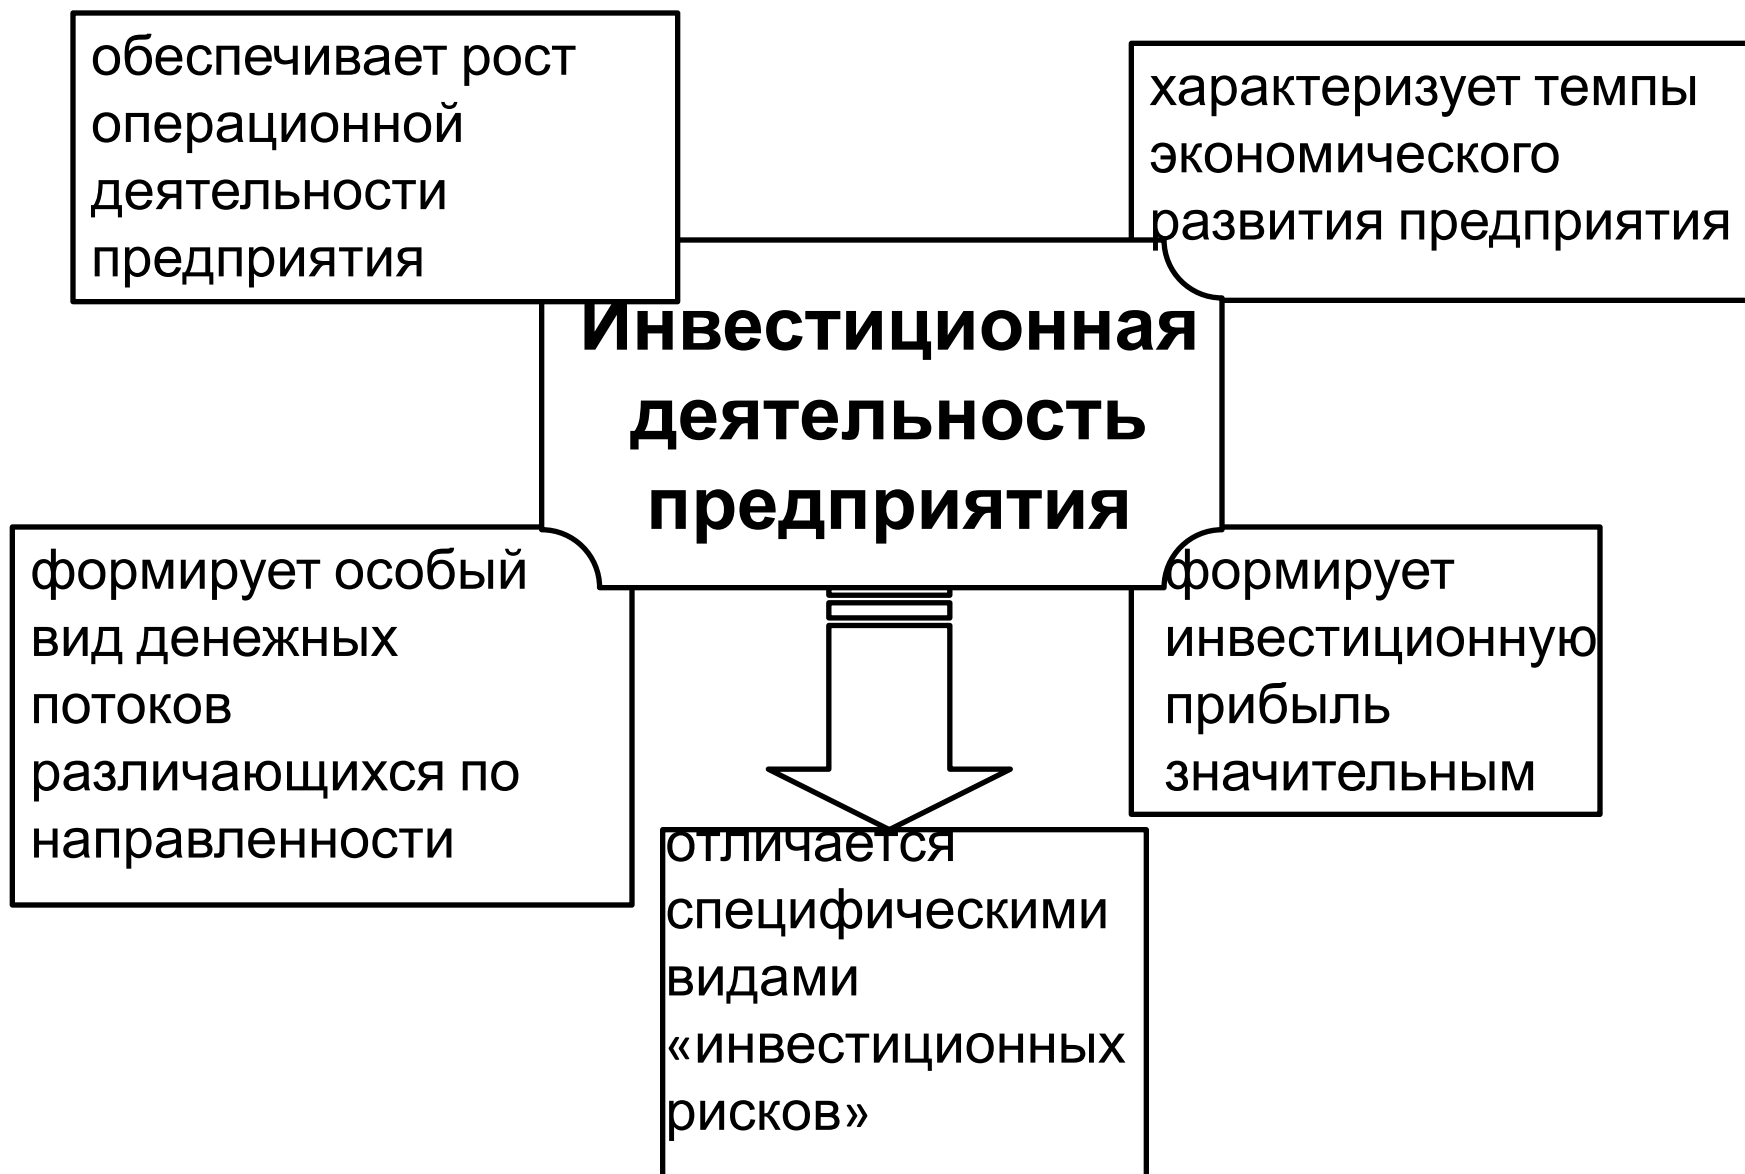 обеспечивает рост
операционной
деятельности
предприятия
характеризует темпы
экономического
развития предприятия
Инвестиционная
деятельность
предприятия
формирует особый
вид денежных
потоков
различающихся по
направленности
формирует
инвестиционную
прибыль
значительным
отличается
специфическими
видами
«инвестиционных
рисков»